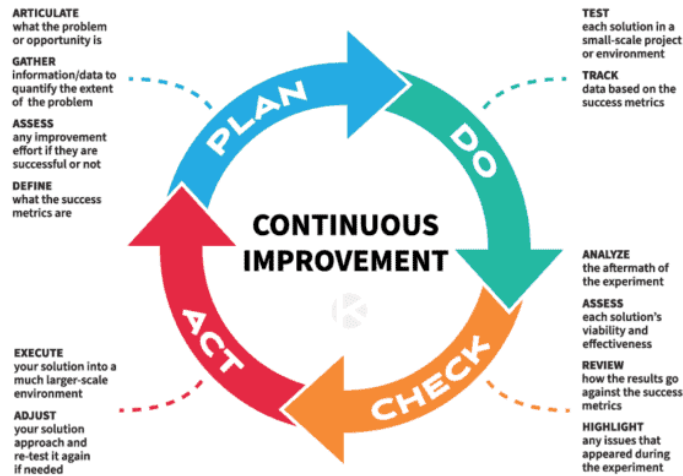 ARTICULATE
what the problem
or opportunity is
GATHER
information/data to
quantify the extent
of the problem
ASSESS
any improvement
effort if they are
successful or not
DEFINE
what the success
metrics are
PLAN
DO
TEST
each solution in a
small-scale project
or environment
TRACK
data based on the
success metrics
CONTINUOUS
IMPROVEMENT
K
ACT
CHECK
ANALYZE
the aftermath of
the experiment
ASSESS
each solution's
viability and
effectiveness
REVIEW
how the results go
against the success
metrics
HIGHLIGHT
any issues that
appeared during
the experiment
EXECUTE
your solution into a
much larger-scale
environment
ADJUST
your solution
approach and
re-test it again
if needed